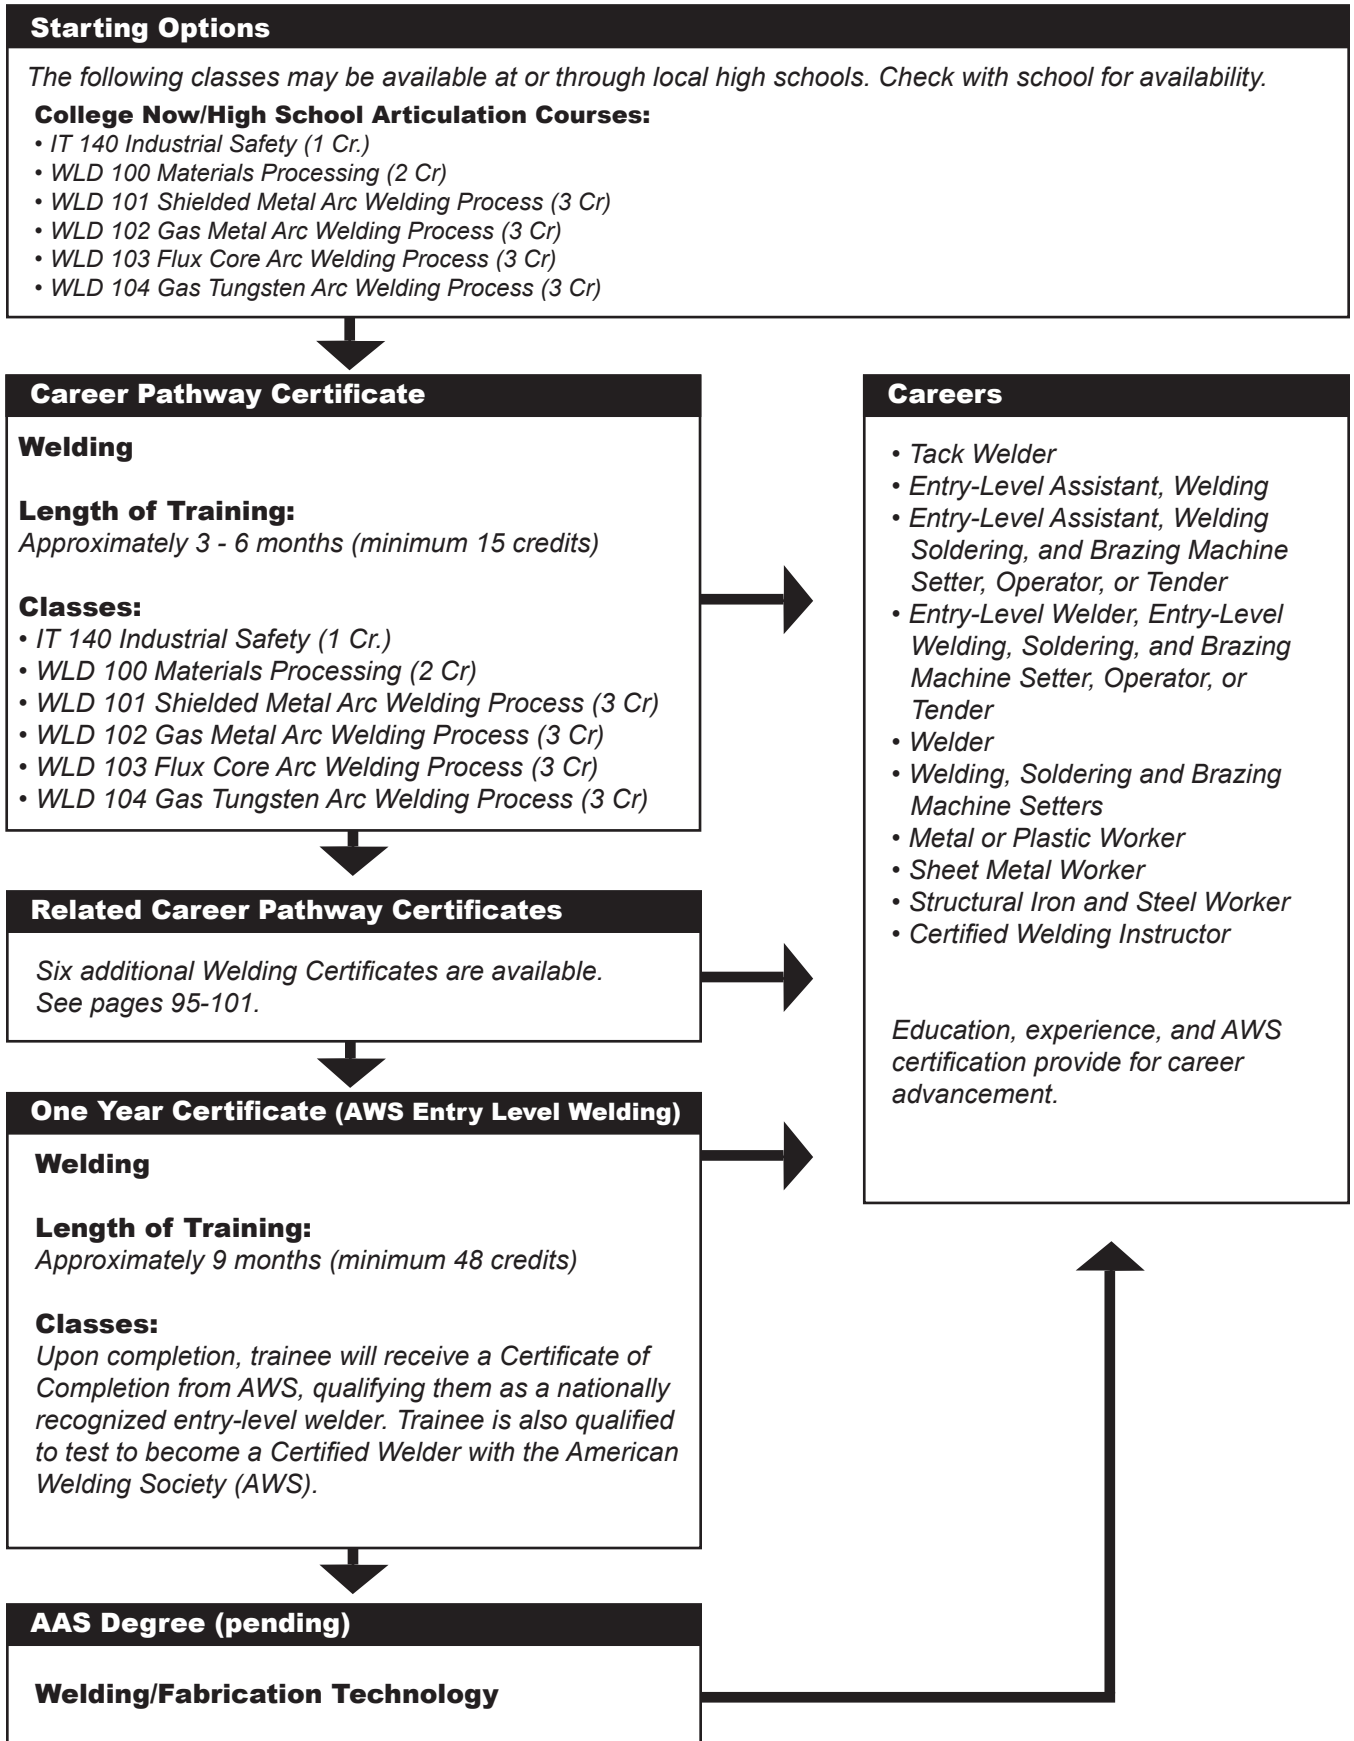 Starting Options
The following classes may be available at or through local high schools. Check with school for availability.
College Now/High School Articulation Courses:
• IT 140 Industrial Safety (1 Cr.)
• WLD 100 Materials Processing (2 Cr)
• WLD 101 Shielded Metal Arc Welding Process (3 Cr)
• WLD 102 Gas Metal Arc Welding Process (3 Cr)
• WLD 103 Flux Core Arc Welding Process (3 Cr)
• WLD 104 Gas Tungsten Arc Welding Process (3 Cr)
Career Pathway Certificate
Welding
Length of Training:
Approximately 3 - 6 months (minimum 15 credits)
Classes:
• IT 140 Industrial Safety (1 Cr.)
• WLD 100 Materials Processing (2 Cr)
• WLD 101 Shielded Metal Arc Welding Process (3 Cr)
• WLD 102 Gas Metal Arc Welding Process (3 Cr)
• WLD 103 Flux Core Arc Welding Process (3 Cr)
• WLD 104 Gas Tungsten Arc Welding Process (3 Cr)
Related Career Pathway Certificates
Six additional Welding Certificates are available.
See pages 95-101.
One Year Certificate (AWS Entry Level Welding)
Welding
Length of Training:
Approximately 9 months (minimum 48 credits)
Classes:
Upon completion, trainee will receive a Certificate of
Completion from AWS, qualifying them as a nationally
recognized entry-level welder. Trainee is also qualified
to test to become a Certified Welder with the American
Welding Society (AWS).
AAS Degree (pending)
Welding/Fabrication Technology
Careers
• Tack Welder
• Entry-Level Assistant, Welding
• Entry-Level Assistant, Welding
Soldering, and Brazing Machine
Setter, Operator, or Tender
• Entry-Level Welder, Entry-Level
Welding, Soldering, and Brazing
Machine Setter, Operator, or
Tender
• Welder
• Welding, Soldering and Brazing
Machine Setters
• Metal or Plastic Worker
• Sheet Metal Worker
• Structural Iron and Steel Worker
• Certified Welding Instructor
Education, experience, and AWS
certification provide for career
advancement.